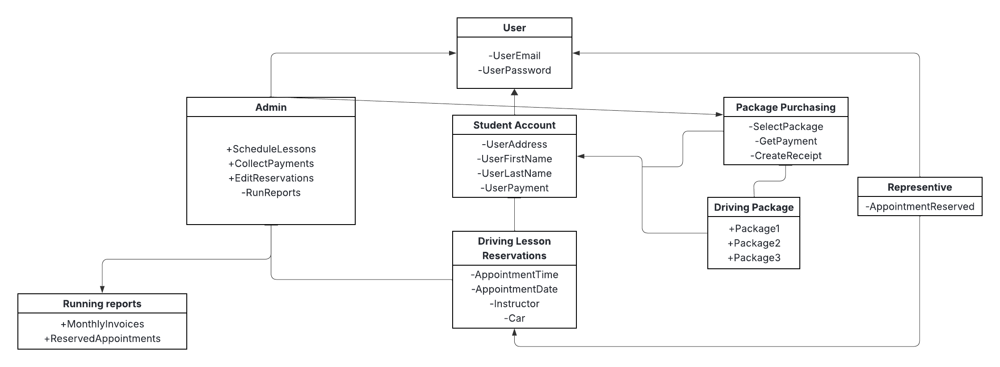 User
-UserEmail
-UserPassword
Admin
+ScheduleLessons
+CollectPayments
+EditReservations
-RunReports
Student Account
-UserAddress
-UserFirstName
-UserLastName
-UserPayment
Package Purchasing
-SelectPackage
-GetPayment
-CreateReceipt
Representive
-AppointmentReserved
Driving Package
+Package1
+Package2
+Package3
Driving Lesson
Reservations
-AppointmentTime
-AppointmentDate
-Instructor
-Car
Running reports
+MonthlyInvoices
+ReservedAppointments